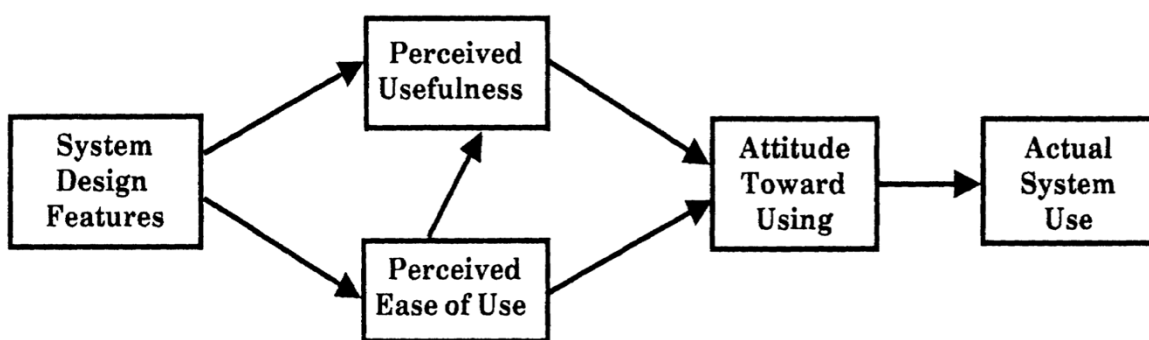 System
Design
Features
Perceived
Usefulness
Perceived
Ease of Use
Attitude
Toward
Using
Actual
System
Use